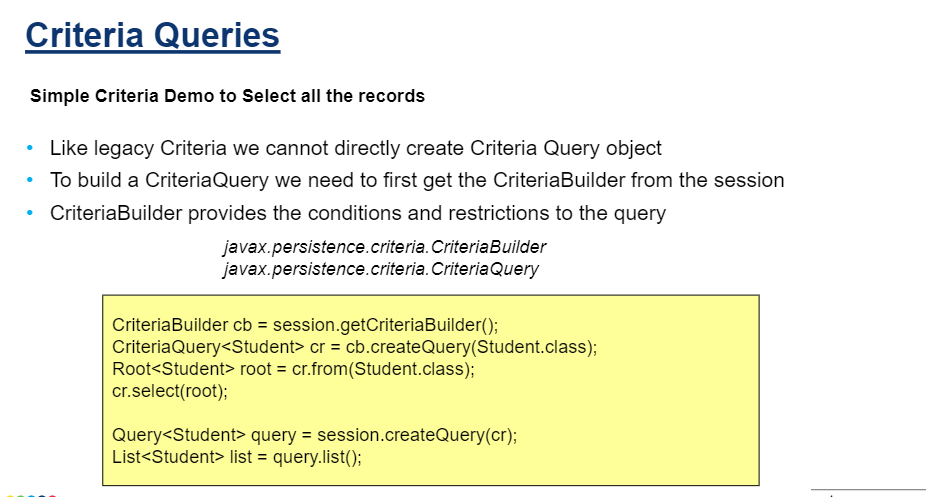 Criteria Queries
Simple Criteria Demo to Select all the records
• Like legacy Criteria we cannot directly create Criteria Query object
• To build a CriteriaQuery we need to first get the CriteriaBuilder from the session
• CriteriaBuilder provides the conditions and restrictions to the query
javax.persistence.criteria.CriteriaBuilder
javax.persistence.criteria.CriteriaQuery
CriteriaBuilder cb = session.getCriteriaBuilder();
CriteriaQuery<Student> cr = cb.createQuery(Student.class);
Root<Student> root = cr.from(Student.class);
cr.select(root);
Query<Student> query = session.createQuery(cr);
List<Student> list = query.list();